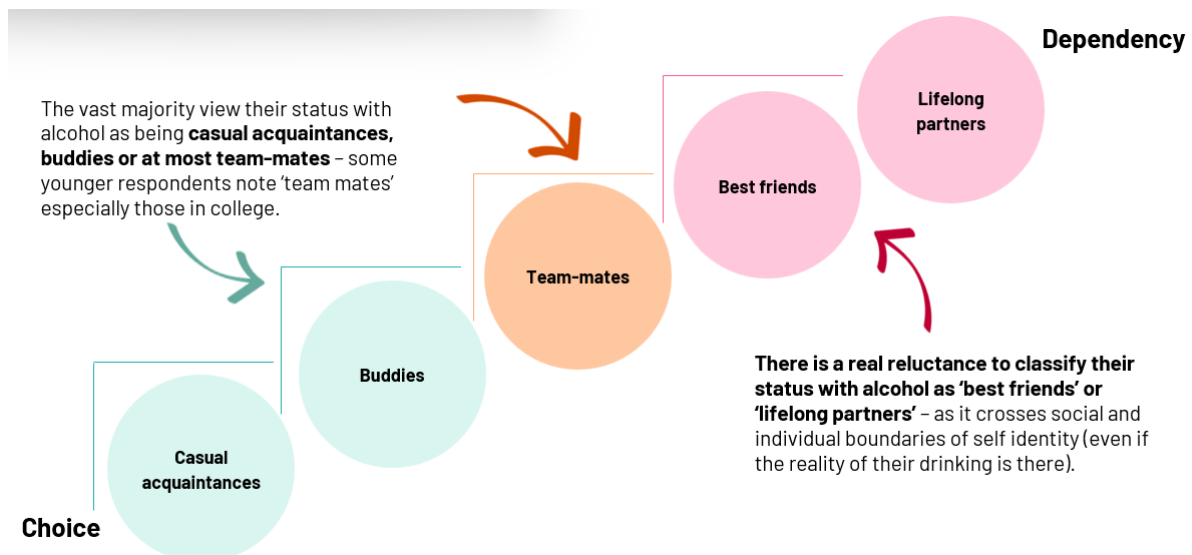 Dependency
Lifelong
partners
The vast majority view their status with
alcohol as being casual acquaintances,
buddies or at most team-mates – some
younger respondents note ‘team mates’
especially those in college.
Best friends
Team-mates
Buddies
There is a real reluctance to classify their
status with alcohol as ‘best friends’ or
‘lifelong partners’ – as it crosses social and
individual boundaries of self identity (even if
the reality of their drinking is there).
Casual
acquaintances
Choice